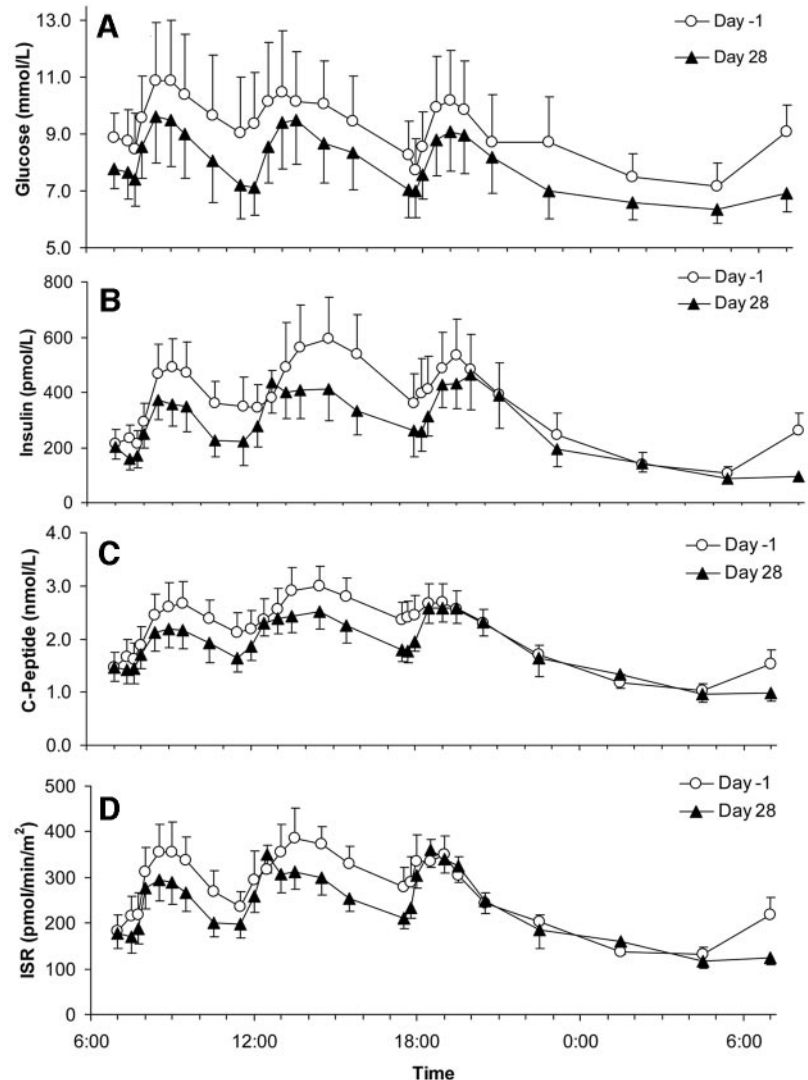 A
Glucose (mmol/L)
13.0
11.0
9.0
7.0
5.0
Day -1
Day 28
B
Insulin (pmol/L)
800
600
400
200
0
Day -1
Day 28
C
C-Peptide (nmol/L)
4.0
3.0
2.0
1.0
0.0
Day -1
Day 28
D
ISR (pmol/min/m²)
500
400
300
200
100
0
Day -1
Day 28
6:00 12:00 18:00 0:00 6:00
Time